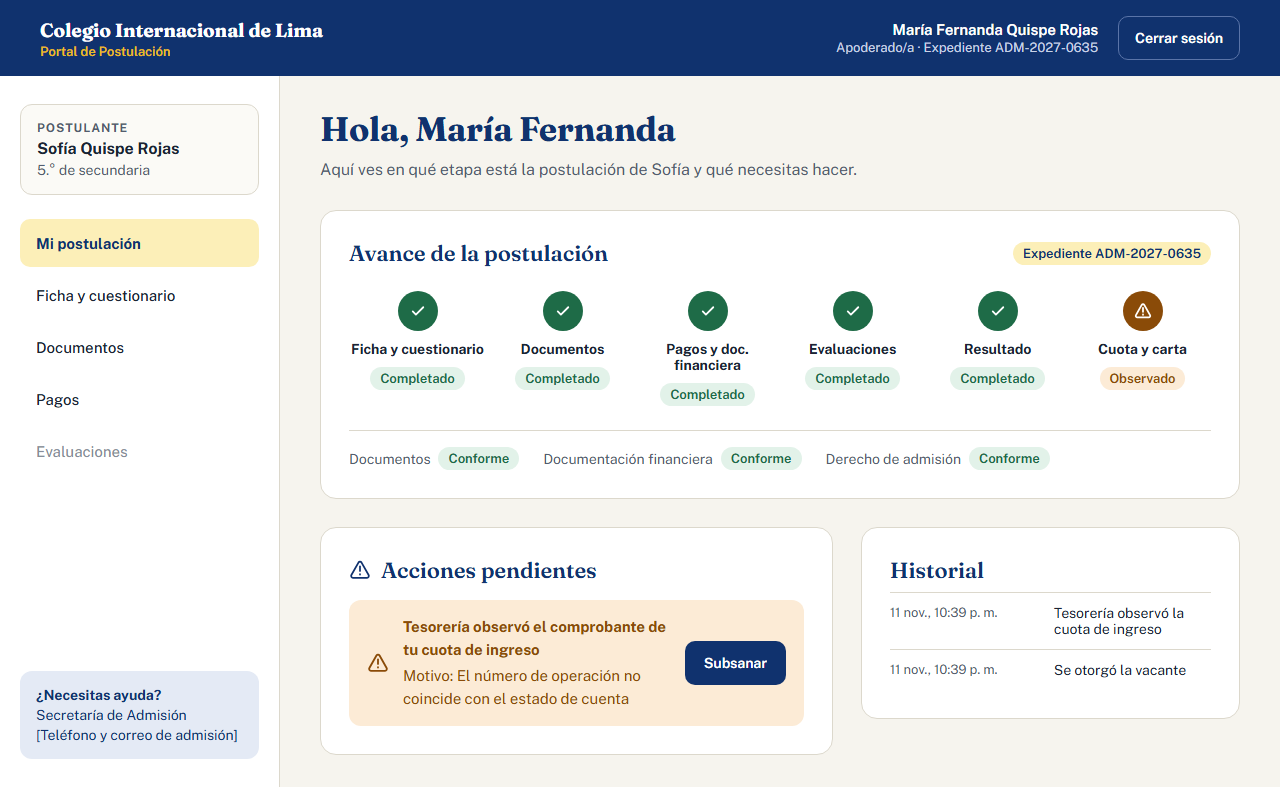 Colegio Internacional de Lima
Portal de Postulación
María Fernanda Quispe Rojas
Apoderado/a · Expediente ADM-2027-0635
Cerrar sesión
POSTULANTE
Sofía Quispe Rojas
5.° de secundaria
Mi postulación
Ficha y cuestionario
Documentos
Pagos
Evaluaciones
¿Necesitas ayuda?
Secretaría de Admisión
[Teléfono y correo de admisión]
Hola, María Fernanda
Aquí ves en qué etapa está la postulación de Sofía y qué necesitas hacer.
Avance de la postulación
Expediente ADM-2027-0635
Ficha y cuestionario
Completado
Documentos
Completado
Pagos y doc.
financiera
Completado
Evaluaciones
Completado
Resultado
Completado
Cuota y carta
Observado
Documentos Conforme
Documentación financiera Conforme
Derecho de admisión Conforme
Acciones pendientes
Tesorería observó el comprobante de
tu cuota de ingreso
Motivo: El número de operación no
coincide con el estado de cuenta
Subsanar
Historial
11 nov., 10:39 p. m.
Tesorería observó la
cuota de ingreso
11 nov., 10:39 p. m.
Se otorgó la vacante